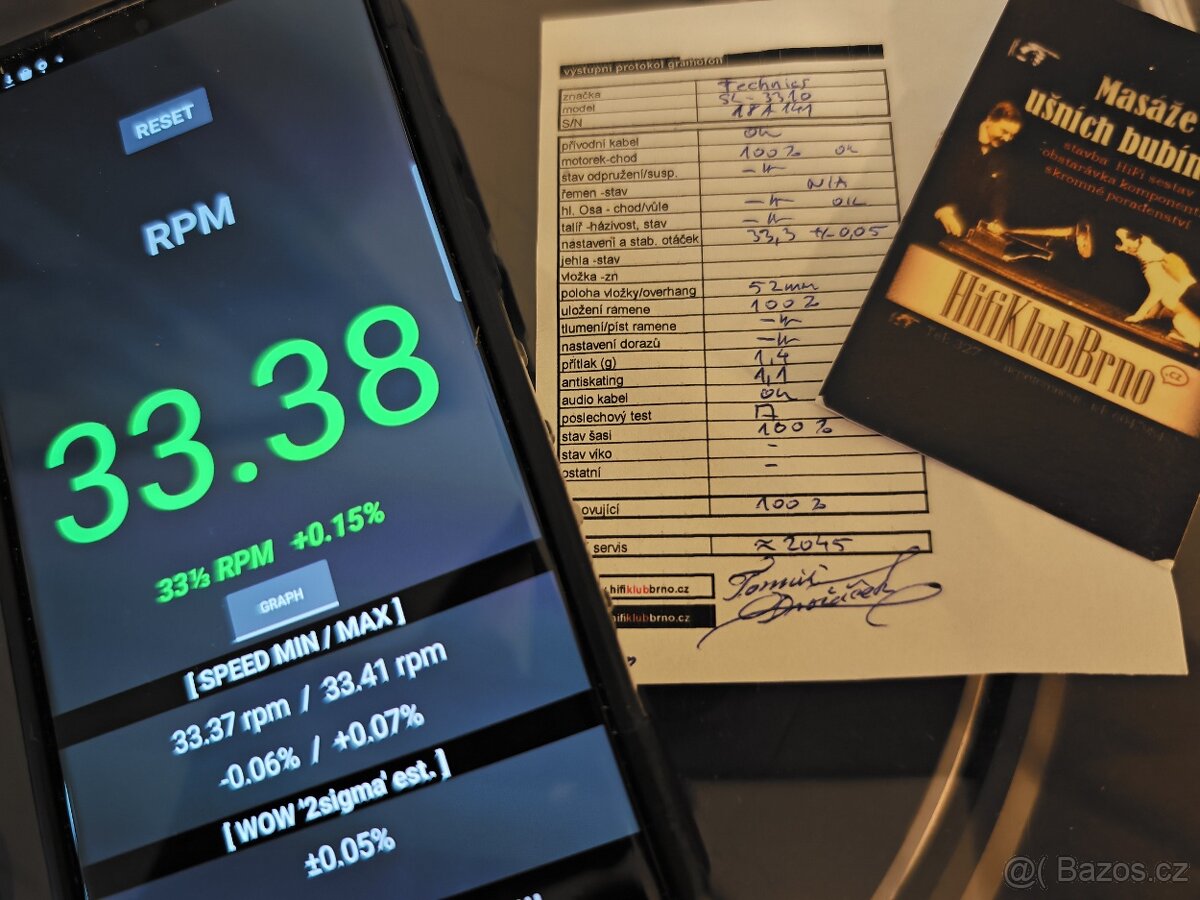 RESET
RPM
33.38
33⅓ RPM +0.15%
GRAPH
[ SPEED MIN / MAX ]
33.37 rpm / 33.41 rpm
-0.06% / +0.07%
[ WOW '2sigma' est. ]
±0.05%
výstupní protokol gramofon
značka Technics
model SL-3310
S/N 18A141
přívodní kabel ok
motorek-chod 100% ok
stav odpružení/susp. -"-
řemen -stav N/A
hl. Osa - chod/vůle -"- ok
talíř -házivost, stav -"-
nastavení a stab. otáček 33,3 +/-0,05
jehla -stav
vložka -zn
poloha vložky/overhang 52mm
uložení ramene 100%
tlumení/píst ramene -"-
nastavení dorazů -"-
přítlak (g) 1,4
antiskating 1,1
audio kabel ok
poslechový test
stav šasi 100%
stav víko -
ostatní -
ovující 100%
servis ≈ 2045
hifiklubbrno.cz
hifiklubbrno.cz
Masáže
ušních bubín
stavba HiFi sestav
obstarávka komponent
skromné poradenství
HifiKlubBrno
.cz
@( Bazos.cz